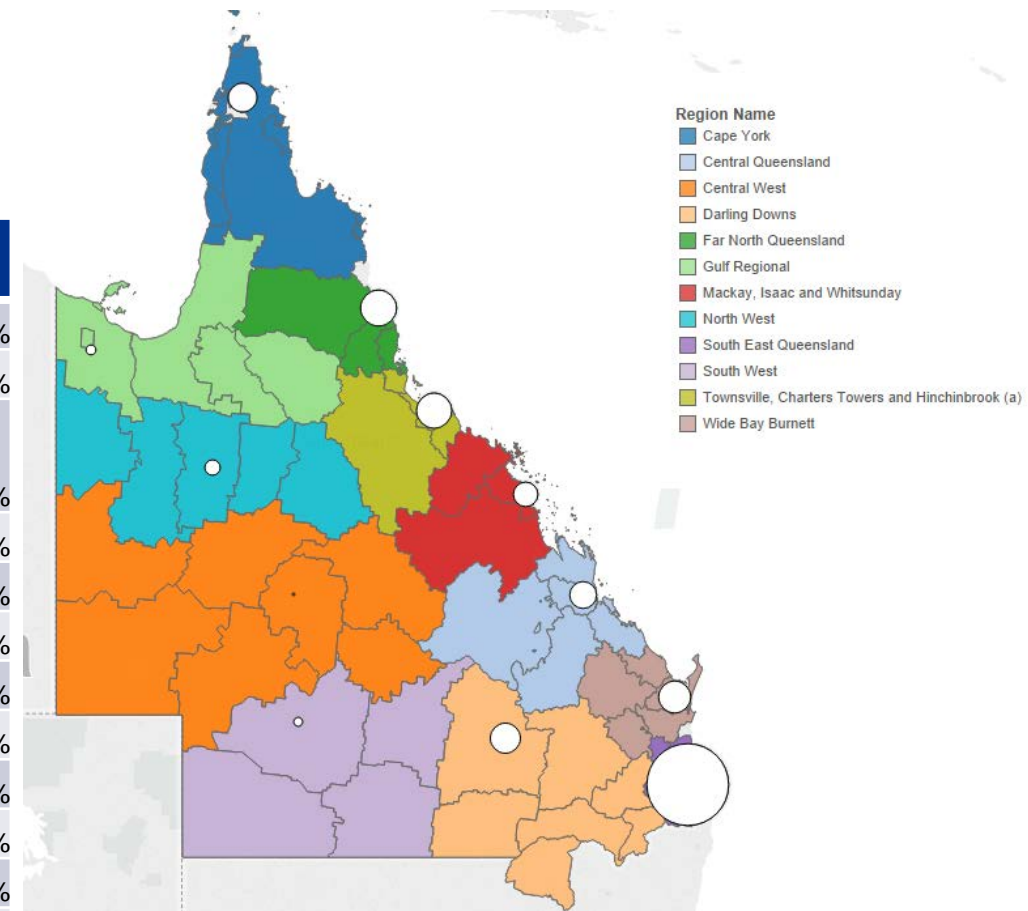 %
%
%
%
%
%
%
%
%
%
%
Region Name
Cape York
Central Queensland
Central West
Darling Downs
Far North Queensland
Gulf Regional
Mackay, Isaac and Whitsunday
North West
South East Queensland
South West
Townsville, Charters Towers and Hinchinbrook (a)
Wide Bay Burnett